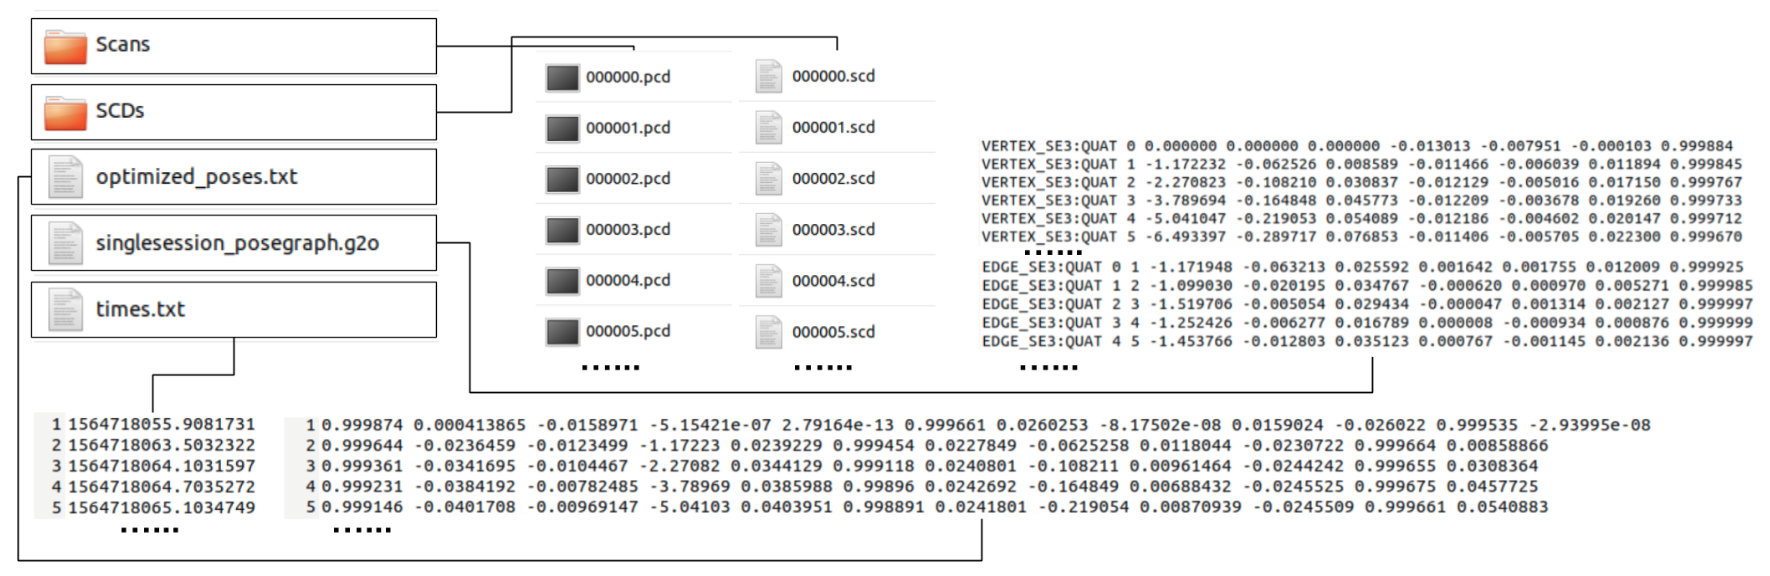 Scans
SCDs
optimized_poses.txt
singlesession_posegraph.g2o
times.txt
000000.pcd
000001.pcd
000002.pcd
000003.pcd
000004.pcd
000005.pcd
......
000000.scd
000001.scd
000002.scd
000003.scd
000004.scd
000005.scd
......
VERTEX_SE3:QUAT 0 0.000000 0.000000 0.000000 -0.013013 -0.007951 -0.000103 0.999884
VERTEX_SE3:QUAT 1 -1.172232 -0.062526 0.008589 -0.011466 -0.006039 0.011894 0.999845
VERTEX_SE3:QUAT 2 -2.270823 -0.108210 0.030837 -0.012129 -0.005016 0.017150 0.999767
VERTEX_SE3:QUAT 3 -3.789694 -0.164848 0.045773 -0.012209 -0.003678 0.019260 0.999733
VERTEX_SE3:QUAT 4 -5.041047 -0.219053 0.054089 -0.012186 -0.004602 0.020147 0.999712
VERTEX_SE3:QUAT 5 -6.493397 -0.289717 0.076853 -0.011406 -0.005705 0.022300 0.999670
......
EDGE_SE3:QUAT 0 1 -1.171948 -0.063213 0.025592 0.001642 0.001755 0.012009 0.999925
EDGE_SE3:QUAT 1 2 -1.099030 -0.020195 0.034767 -0.000620 0.000970 0.005271 0.999985
EDGE_SE3:QUAT 2 3 -1.519706 -0.005054 0.029434 -0.000047 0.001314 0.002127 0.999997
EDGE_SE3:QUAT 3 4 -1.252426 -0.006277 0.016789 0.000008 -0.000934 0.000876 0.999999
EDGE_SE3:QUAT 4 5 -1.453766 -0.012803 0.035123 0.000767 -0.001145 0.002136 0.999997
......
1 1564718055.9081731
2 1564718063.5032322
3 1564718064.1031597
4 1564718064.7035272
5 1564718065.1034749
......
1 0.999874 0.000413865 -0.0158971 -5.15421e-07 2.79164e-13 0.999661 0.0260253 -8.17502e-08 0.0159024 -0.026022 0.999535 -2.93995e-08
2 0.999644 -0.0236459 -0.0123499 -1.17223 0.0239229 0.999454 0.0227849 -0.0625258 0.0118044 -0.0230722 0.999664 0.00858866
3 0.999361 -0.0341695 -0.0104467 -2.27082 0.0344129 0.999118 0.0240801 -0.108211 0.00961464 -0.0244242 0.999655 0.0308364
4 0.999231 -0.0384192 -0.00782485 -3.78969 0.0385988 0.99896 0.0242692 -0.164849 0.00688432 -0.0245525 0.999675 0.0457725
5 0.999146 -0.0401708 -0.00969147 -5.04103 0.0403951 0.998891 0.0241801 -0.219054 0.00870939 -0.0245509 0.999661 0.0540883
......